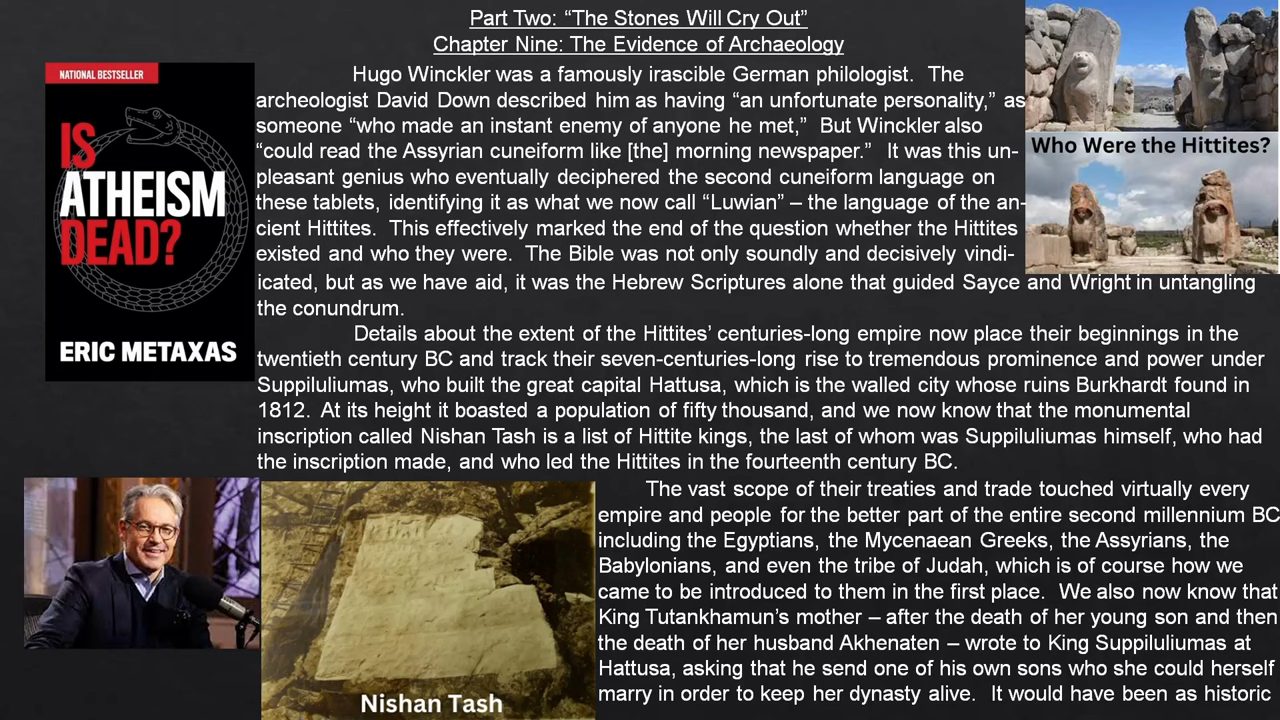 Part Two: “The Stones Will Cry Out”
Chapter Nine: The Evidence of Archaeology
NATIONAL BESTSELLER
IS
ATHEISM
DEAD?
ERIC METAXAS
Hugo Winckler was a famously irascible German philologist. The
archeologist David Down described him as having “an unfortunate personality,” as
someone “who made an instant enemy of anyone he met,” But Winckler also
“could read the Assyrian cuneiform like [the] morning newspaper.” It was this un-
pleasant genius who eventually deciphered the second cuneiform language on
these tablets, identifying it as what we now call “Luwian” – the language of the an-
cient Hittites. This effectively marked the end of the question whether the Hittites
existed and who they were. The Bible was not only soundly and decisively vindi-
icated, but as we have aid, it was the Hebrew Scriptures alone that guided Sayce and Wright in untangling
the conundrum.
Who Were the Hittites?
Details about the extent of the Hittites’ centuries-long empire now place their beginnings in the
twentieth century BC and track their seven-centuries-long rise to tremendous prominence and power under
Suppiluliumas, who built the great capital Hattusa, which is the walled city whose ruins Burkhardt found in
1812. At its height it boasted a population of fifty thousand, and we now know that the monumental
inscription called Nishan Tash is a list of Hittite kings, the last of whom was Suppiluliumas himself, who had
the inscription made, and who led the Hittites in the fourteenth century BC.
The vast scope of their treaties and trade touched virtually every
empire and people for the better part of the entire second millennium BC
including the Egyptians, the Mycenaean Greeks, the Assyrians, the
Babylonians, and even the tribe of Judah, which is of course how we
came to be introduced to them in the first place. We also now know that
King Tutankhamun’s mother – after the death of her young son and then
the death of her husband Akhenaten – wrote to King Suppiluliumas at
Hattusa, asking that he send one of his own sons who she could herself
marry in order to keep her dynasty alive. It would have been as historic
Nishan Tash